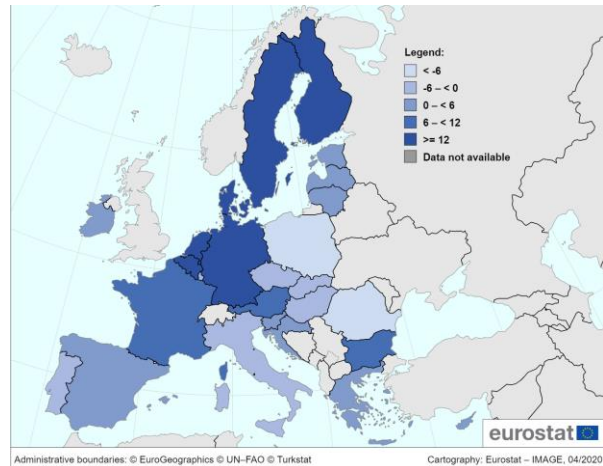 Legend:
< -6
-6 – < 0
0 – < 6
6 – < 12
>= 12
Data not available
eurostat
Administrative boundaries: © EuroGeographics © UN–FAO © Turkstat
Cartography: Eurostat – IMAGE, 04/2020